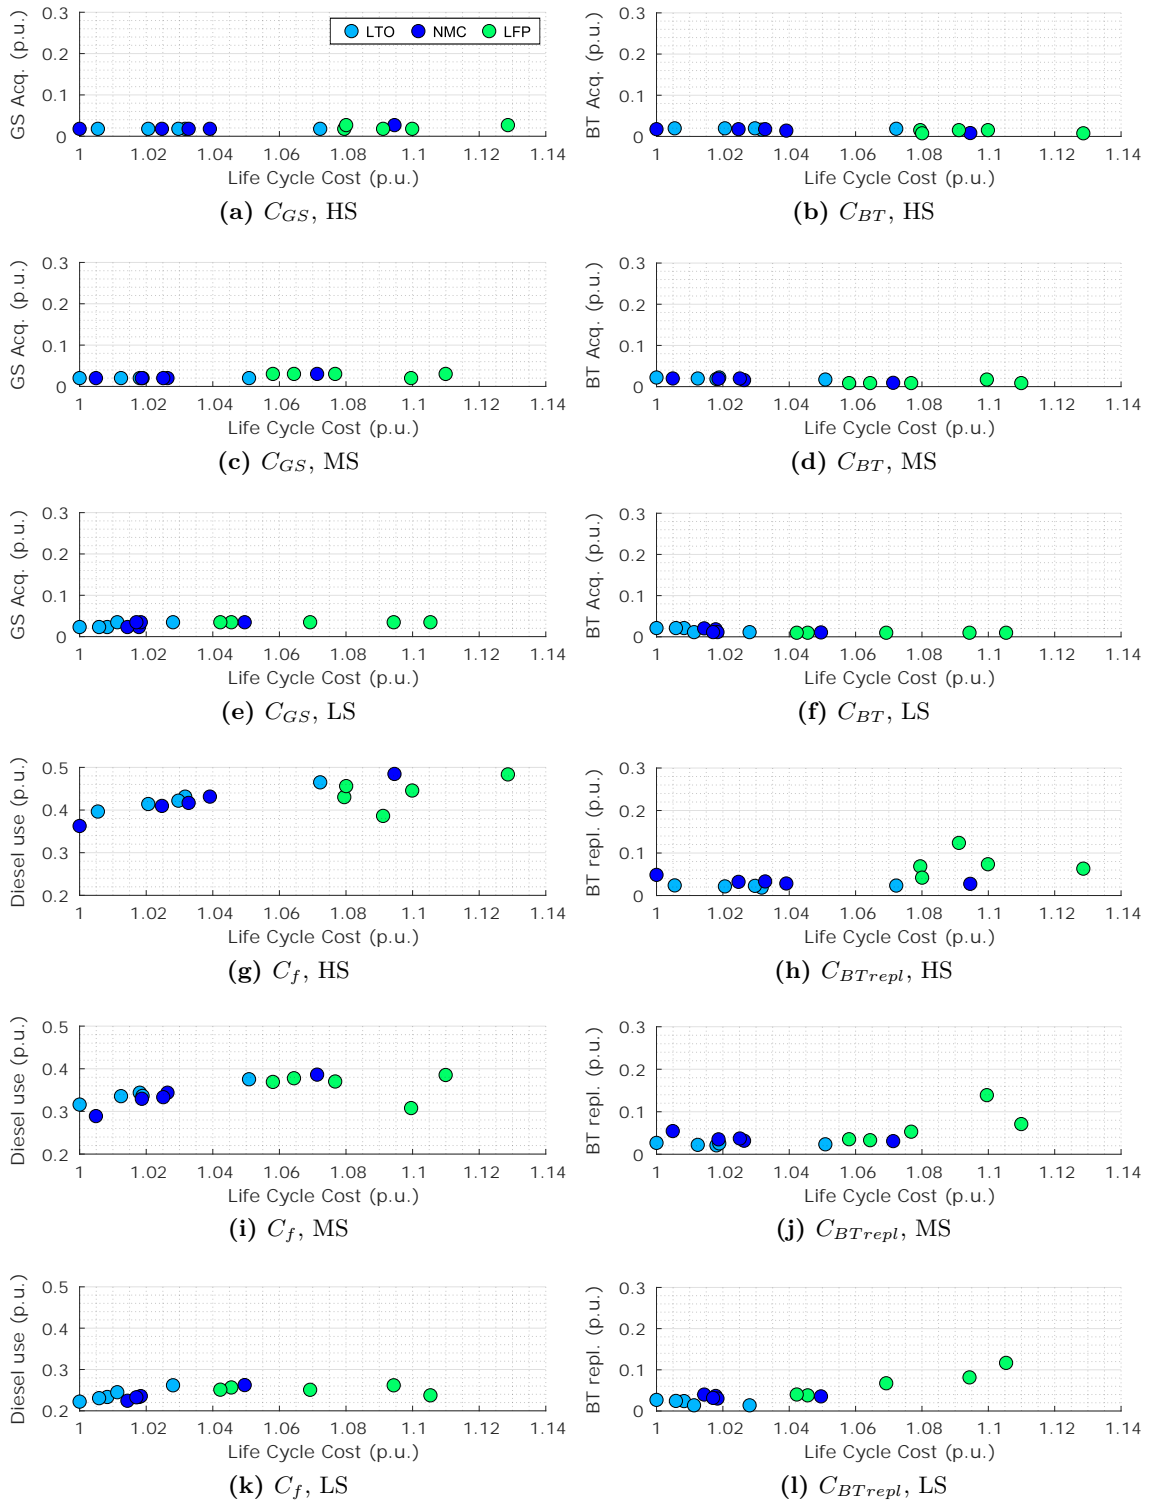 0.3
0.2
0.1
0
GS Acq. (p.u.)
LTO NMC LFP
1 1.02 1.04 1.06 1.08 1.1 1.12 1.14
Life Cycle Cost (p.u.)
(a) C_GS, HS
0.3
0.2
0.1
0
BT Acq. (p.u.)
1 1.02 1.04 1.06 1.08 1.1 1.12 1.14
Life Cycle Cost (p.u.)
(b) C_BT, HS
0.3
0.2
0.1
0
GS Acq. (p.u.)
1 1.02 1.04 1.06 1.08 1.1 1.12 1.14
Life Cycle Cost (p.u.)
(c) C_GS, MS
0.3
0.2
0.1
0
BT Acq. (p.u.)
1 1.02 1.04 1.06 1.08 1.1 1.12 1.14
Life Cycle Cost (p.u.)
(d) C_BT, MS
0.3
0.2
0.1
0
GS Acq. (p.u.)
1 1.02 1.04 1.06 1.08 1.1 1.12 1.14
Life Cycle Cost (p.u.)
(e) C_GS, LS
0.3
0.2
0.1
0
BT Acq. (p.u.)
1 1.02 1.04 1.06 1.08 1.1 1.12 1.14
Life Cycle Cost (p.u.)
(f) C_BT, LS
0.5
0.4
0.3
0.2
Diesel use (p.u.)
1 1.02 1.04 1.06 1.08 1.1 1.12 1.14
Life Cycle Cost (p.u.)
(g) C_f, HS
0.3
0.2
0.1
0
BT repl. (p.u.)
1 1.02 1.04 1.06 1.08 1.1 1.12 1.14
Life Cycle Cost (p.u.)
(h) C_BTrepl, HS
0.5
0.4
0.3
0.2
Diesel use (p.u.)
1 1.02 1.04 1.06 1.08 1.1 1.12 1.14
Life Cycle Cost (p.u.)
(i) C_f, MS
0.3
0.2
0.1
0
BT repl. (p.u.)
1 1.02 1.04 1.06 1.08 1.1 1.12 1.14
Life Cycle Cost (p.u.)
(j) C_BTrepl, MS
0.5
0.4
0.3
0.2
Diesel use (p.u.)
1 1.02 1.04 1.06 1.08 1.1 1.12 1.14
Life Cycle Cost (p.u.)
(k) C_f, LS
0.3
0.2
0.1
0
BT repl. (p.u.)
1 1.02 1.04 1.06 1.08 1.1 1.12 1.14
Life Cycle Cost (p.u.)
(l) C_BTrepl, LS